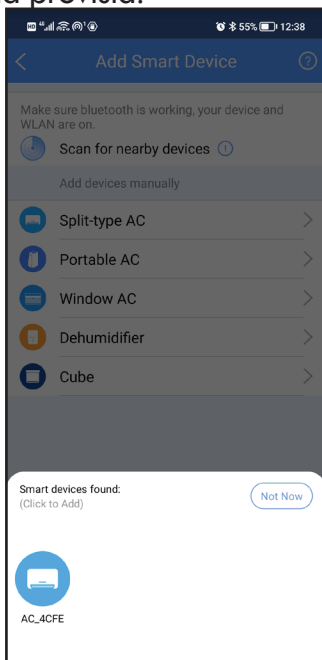 HD 4G 55% 12:38
Add Smart Device ?
Make sure bluetooth is working, your device and
WLAN are on.
Scan for nearby devices
Add devices manually
Split-type AC
Portable AC
Window AC
Dehumidifier
Cube
Smart devices found:
(Click to Add)
Not Now
AC_4CFE